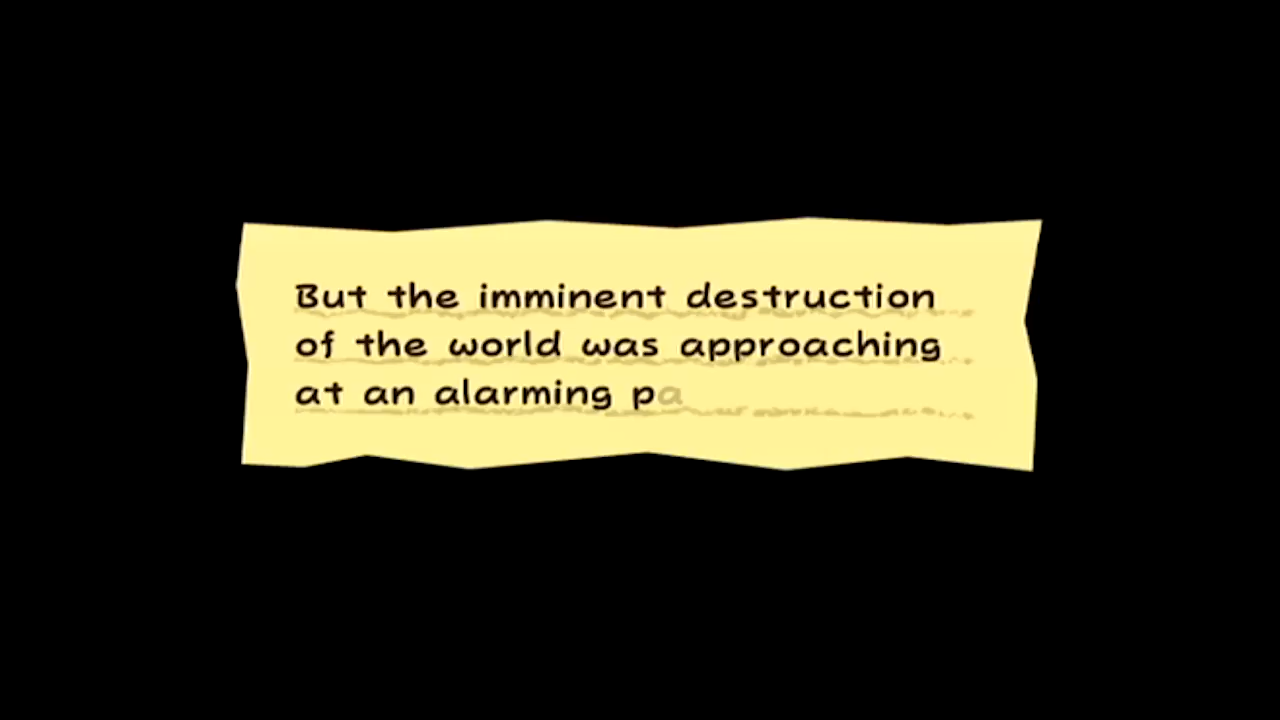 But the imminent destruction
of the world was approaching
at an alarming pa